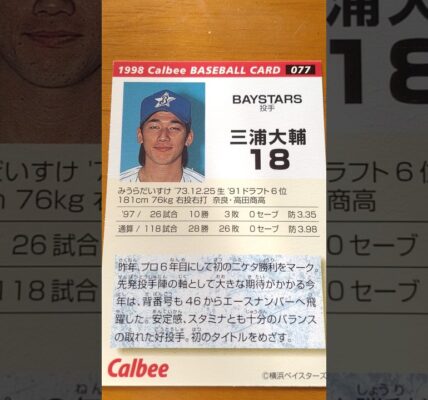 1998 Calbee BASEBALL CARD 077
BAYSTARS
投手
三浦大輔
18
みうらだいすけ '73.12.25生 '91ドラフト6位
181cm 76kg 右投右打 奈良・高田商高
'97/ 26試合 10勝 3敗 0セーブ 防3.35
通算/118試合 28勝 26敗 0セーブ 防3.98
昨年、プロ6年目にして初の二ケタ勝利をマーク。
先発投手陣の軸として大きな期待がかかる今
年は、背番号も46からエースナンバーへ飛
躍した。安定感、スタミナとも十分のバランス
の取れた好投手。初のタイトルをめざす。
Calbee
©横浜ベイスターズ